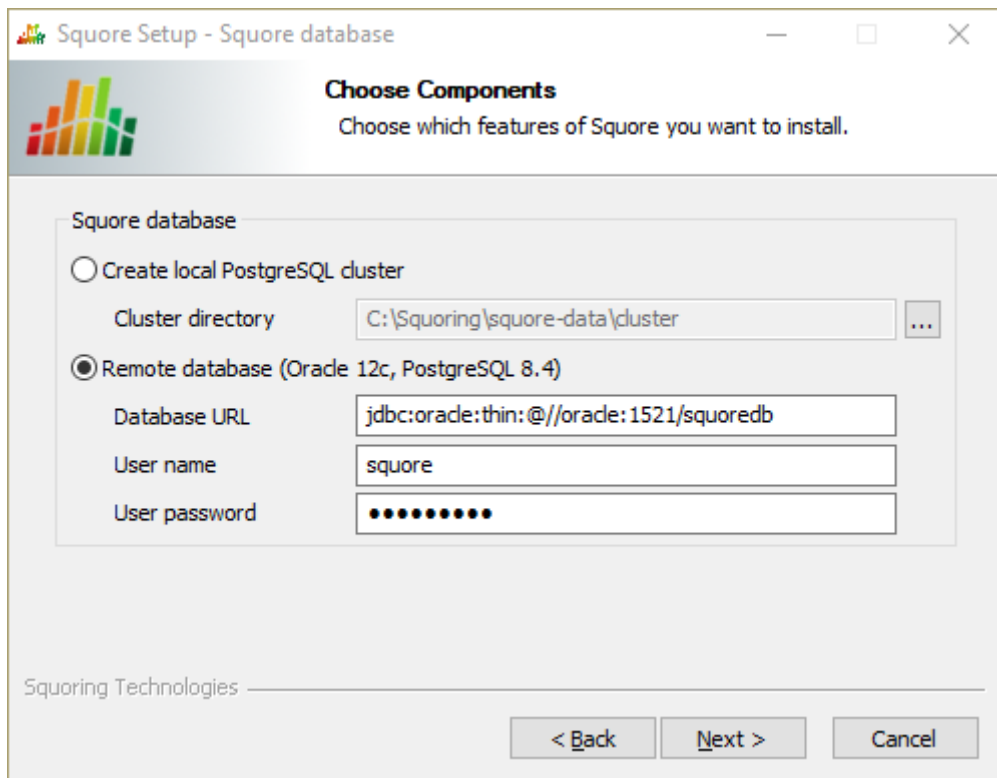 Squore Setup - Squore database
Choose Components
Choose which features of Squore you want to install.
Squore database
Create local PostgreSQL cluster
Cluster directory C:\Squoring\squore-data\cluster ...
Remote database (Oracle 12c, PostgreSQL 8.4)
Database URL jdbc:oracle:thin:@//oracle:1521/squoredb
User name squore
User password ●●●●●●●●●
Squoring Technologies
< Back Next > Cancel